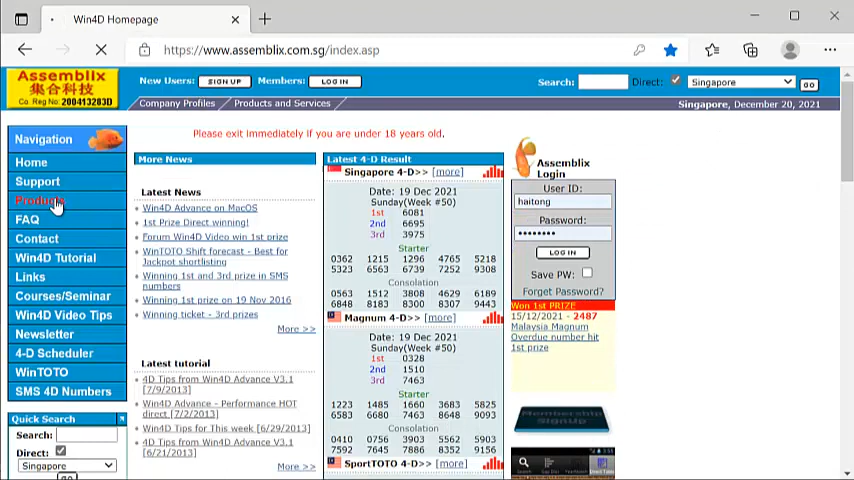 Win4D Homepage
https://www.assemblix.com.sg/index.asp
Assemblix
集合科技
Co. Reg No: 200413283D
New Users: SIGN UP Members: LOG IN
Search: Direct: Singapore GO
Company Profiles Products and Services
Singapore, December 20, 2021
Please exit immediately if you are under 18 years old.
Navigation
Home
Support
Products
FAQ
Contact
Win4D Tutorial
Links
Courses/Seminar
Win4D Video Tips
Newsletter
4-D Scheduler
WinTOTO
SMS 4D Numbers
Quick Search
Search:
Direct:
Singapore
GO
More News
Latest News
Win4D Advance on MacOS
1st Prize Direct winning!
Forum Win4D Video win 1st prize
WinTOTO Shift forecast - Best for
Jackpot shortlisting
Winning 1st and 3rd prize in SMS
numbers
Winning 1st prize on 19 Nov 2016
Winning ticket - 3rd prizes
More >>
Latest tutorial
4D Tips from Win4D Advance V3.1
[7/9/2013]
Win4D Advance - Performance HOT
direct [7/2/2013]
Win4D Tips for This week [6/29/2013]
4D Tips from Win4D Advance V3.1
[6/21/2013]
More >>
Latest 4-D Result
Singapore 4-D>> [more]
Date: 19 Dec 2021
Sunday(Week #50)
1st 6081
2nd 6695
3rd 3975
Starter
0362 1215 1296 4765 5218
5323 6563 6739 7252 9308
Consolation
0563 1512 3808 4629 6189
6848 8183 8300 8307 9443
Magnum 4-D>> [more]
Date: 19 Dec 2021
Sunday(Week #50)
1st 0328
2nd 1510
3rd 7463
Starter
1223 1485 1660 3683 5825
6583 6680 7463 8648 9093
Consolation
0410 0756 3903 5562 5903
7592 7645 7886 8352 9156
SportTOTO 4-D>> [more]
Assemblix
Login
User ID:
haitong
Password:
••••••••
LOG IN
Save PW:
Forget Password?
Won 1st PRIZE
15/12/2021 - 2487
Malaysia Magnum
Overdue number hit
1st prize
Membership
Signup